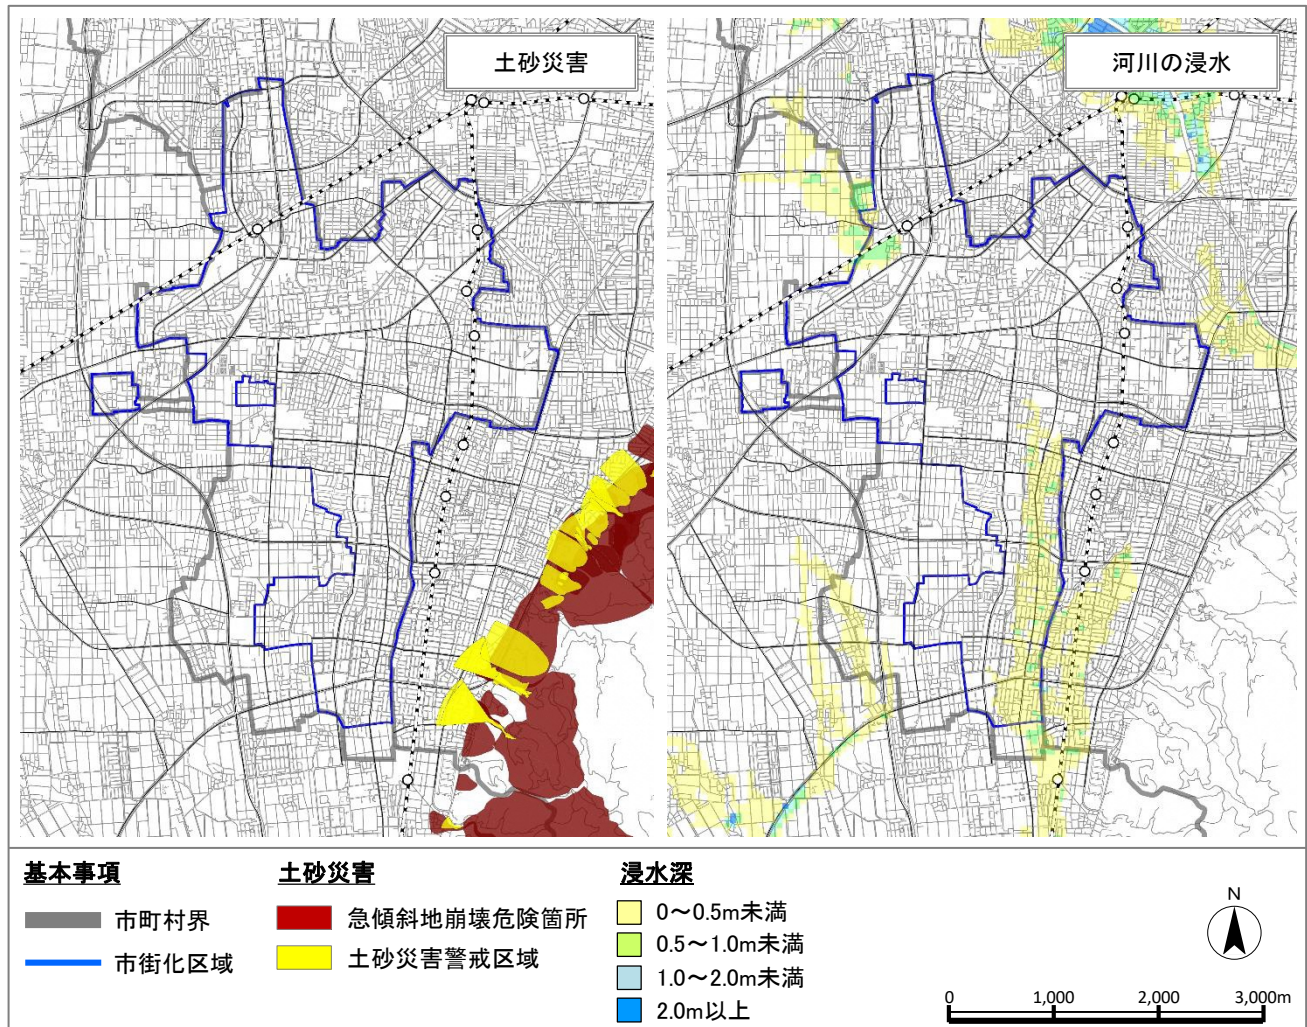 土砂災害
河川の浸水
基本事項
市町村界
市街化区域
土砂災害
急傾斜地崩壊危険箇所
土砂災害警戒区域
浸水深
0～0.5m未満
0.5～1.0m未満
1.0～2.0m未満
2.0m以上
N
0 1,000 2,000 3,000m